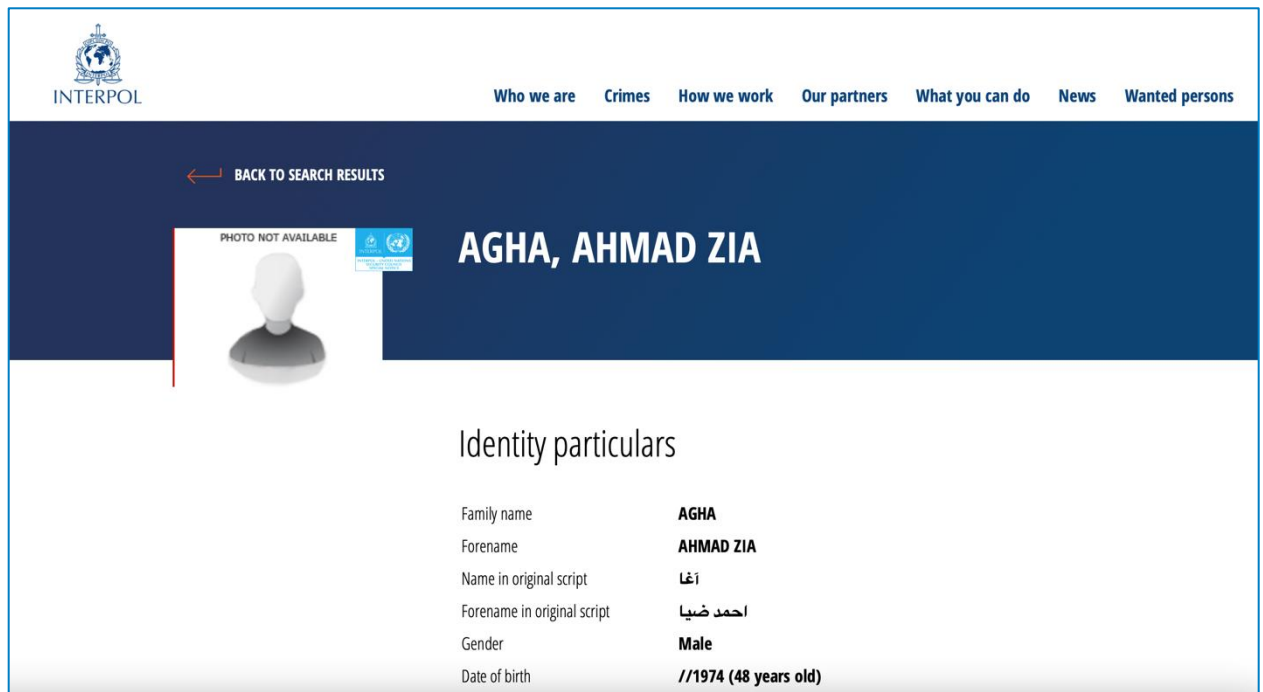 INTERPOL
Who we are Crimes How we work Our partners What you can do News Wanted persons
BACK TO SEARCH RESULTS
PHOTO NOT AVAILABLE
AGHA, AHMAD ZIA
Identity particulars
Family name AGHA
Forename AHMAD ZIA
Name in original script آغا
Forename in original script احمد ضيا
Gender Male
Date of birth //1974 (48 years old)